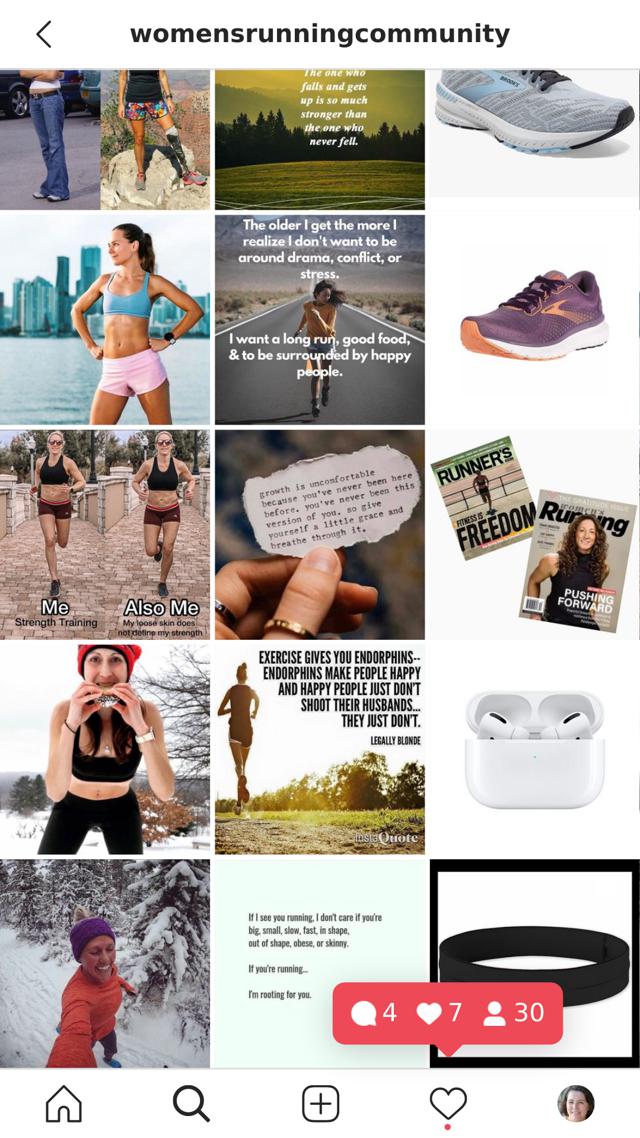 womensrunningcommunity
The one who
falls and gets
up is so much
stronger than
the one who
never fell.
BROOKS
The older I get the more I
realize I don't want to be
around drama, conflict, or
stress.
I want a long run, good food,
& to be surrounded by happy
people.
Me
Strength Training
Also Me
My loose skin does
not define my strength
growth is uncomfortable
because you've never been here
before. you've never been this
version of you. so give
yourself a little grace and
breathe through it.
RUNNER'S
FITNESS IS
FREEDOM
THE GRATITUDE ISSUE
women's
Running
PUSHING
FORWARD
EXERCISE GIVES YOU ENDORPHINS--
ENDORPHINS MAKE PEOPLE HAPPY
AND HAPPY PEOPLE JUST DON'T
SHOOT THEIR HUSBANDS...
THEY JUST DON'T.
LEGALLY BLONDE
InstaQuote
If I see you running, I don't care if you're
big, small, slow, fast, in shape,
out of shape, obese, or skinny.
If you're running...
I'm rooting for you.
4 7 30